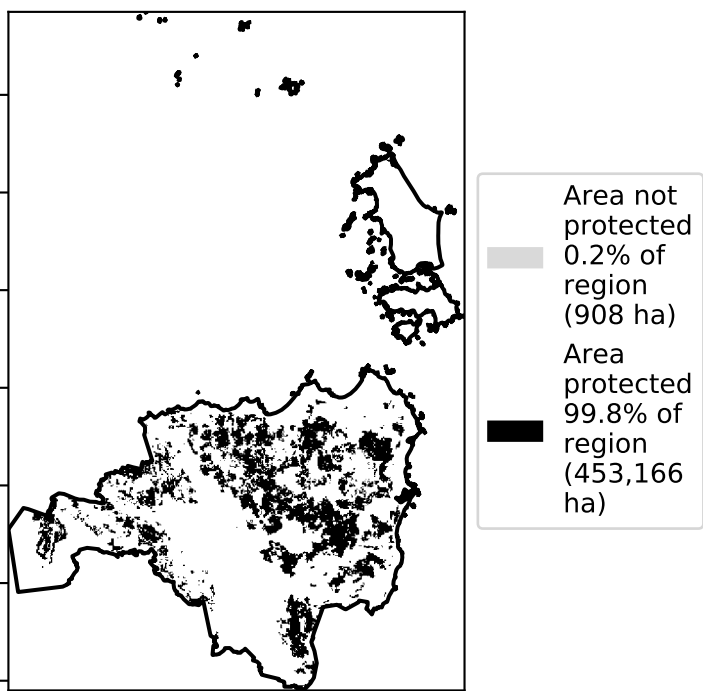 Area not
protected
0.2% of
region
(908 ha)
Area
protected
99.8% of
region
(453,166
ha)